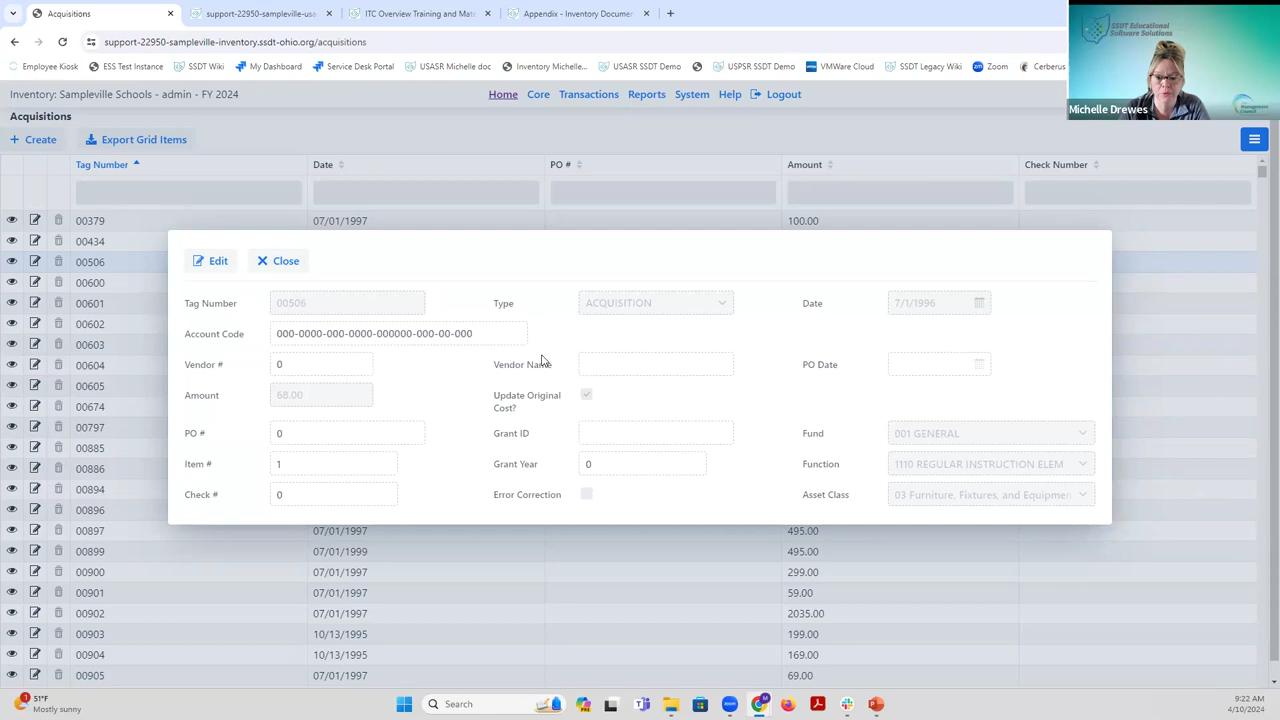 Acquisitions
support-22950-sampleville-usa
ITC Overview Training and Mat
Appendix - Inventory Documen
support-22950-sampleville-inventory.ssdt-ohio.org/acquisitions
Employee Kiosk
ESS Test Instance
SSDT Wiki
My Dashboard
Service Desk Portal
USASR Michelle doc
Inventory Michelle...
USASR SSDT Demo
USPSR SSDT Demo
VMWare Cloud
SSDT Legacy Wiki
Zoom
Cerberus
SSDT Educational
Software Solutions
Management
Council
Michelle Drewes
Inventory: Sampleville Schools - admin - FY 2024
Home Core Transactions Reports System Help Logout
Acquisitions
+ Create Export Grid Items
Tag Number Date PO # Amount Check Number
00379 07/01/1997 100.00
00434
00506
00600
00601
00602
00603
00604
00605
00674
00797
00885
00886
00894
00896
Edit Close
Tag Number 00506 Type ACQUISITION Date 7/1/1996
Account Code 000-0000-000-0000-000000-000-00-000
Vendor # 0 Vendor Name PO Date
Amount 68.00 Update Original
Cost?
PO # 0 Grant ID Fund 001 GENERAL
Item # 1 Grant Year 0 Function 1110 REGULAR INSTRUCTION ELEM
Check # 0 Error Correction Asset Class 03 Furniture, Fixtures, and Equipmen
00897 07/01/1997 495.00
00899 07/01/1999 495.00
00900 07/01/1997 299.00
00901 07/01/1997 59.00
00902 07/01/1997 2035.00
00903 10/13/1995 199.00
00904 10/13/1995 169.00
00905 07/01/1997 69.00
1
51°F
Mostly sunny
Search
9:22 AM
4/10/2024